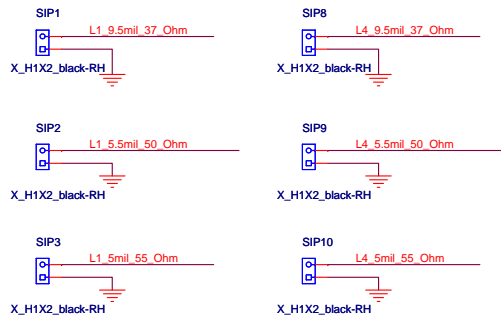 SIP1
L1_9.5mil_37_Ohm
X_H1X2_black-RH
SIP8
L4_9.5mil_37_Ohm
X_H1X2_black-RH
SIP2
L1_5.5mil_50_Ohm
X_H1X2_black-RH
SIP9
L4_5.5mil_50_Ohm
X_H1X2_black-RH
SIP3
L1_5mil_55_Ohm
X_H1X2_black-RH
SIP10
L4_5mil_55_Ohm
X_H1X2_black-RH